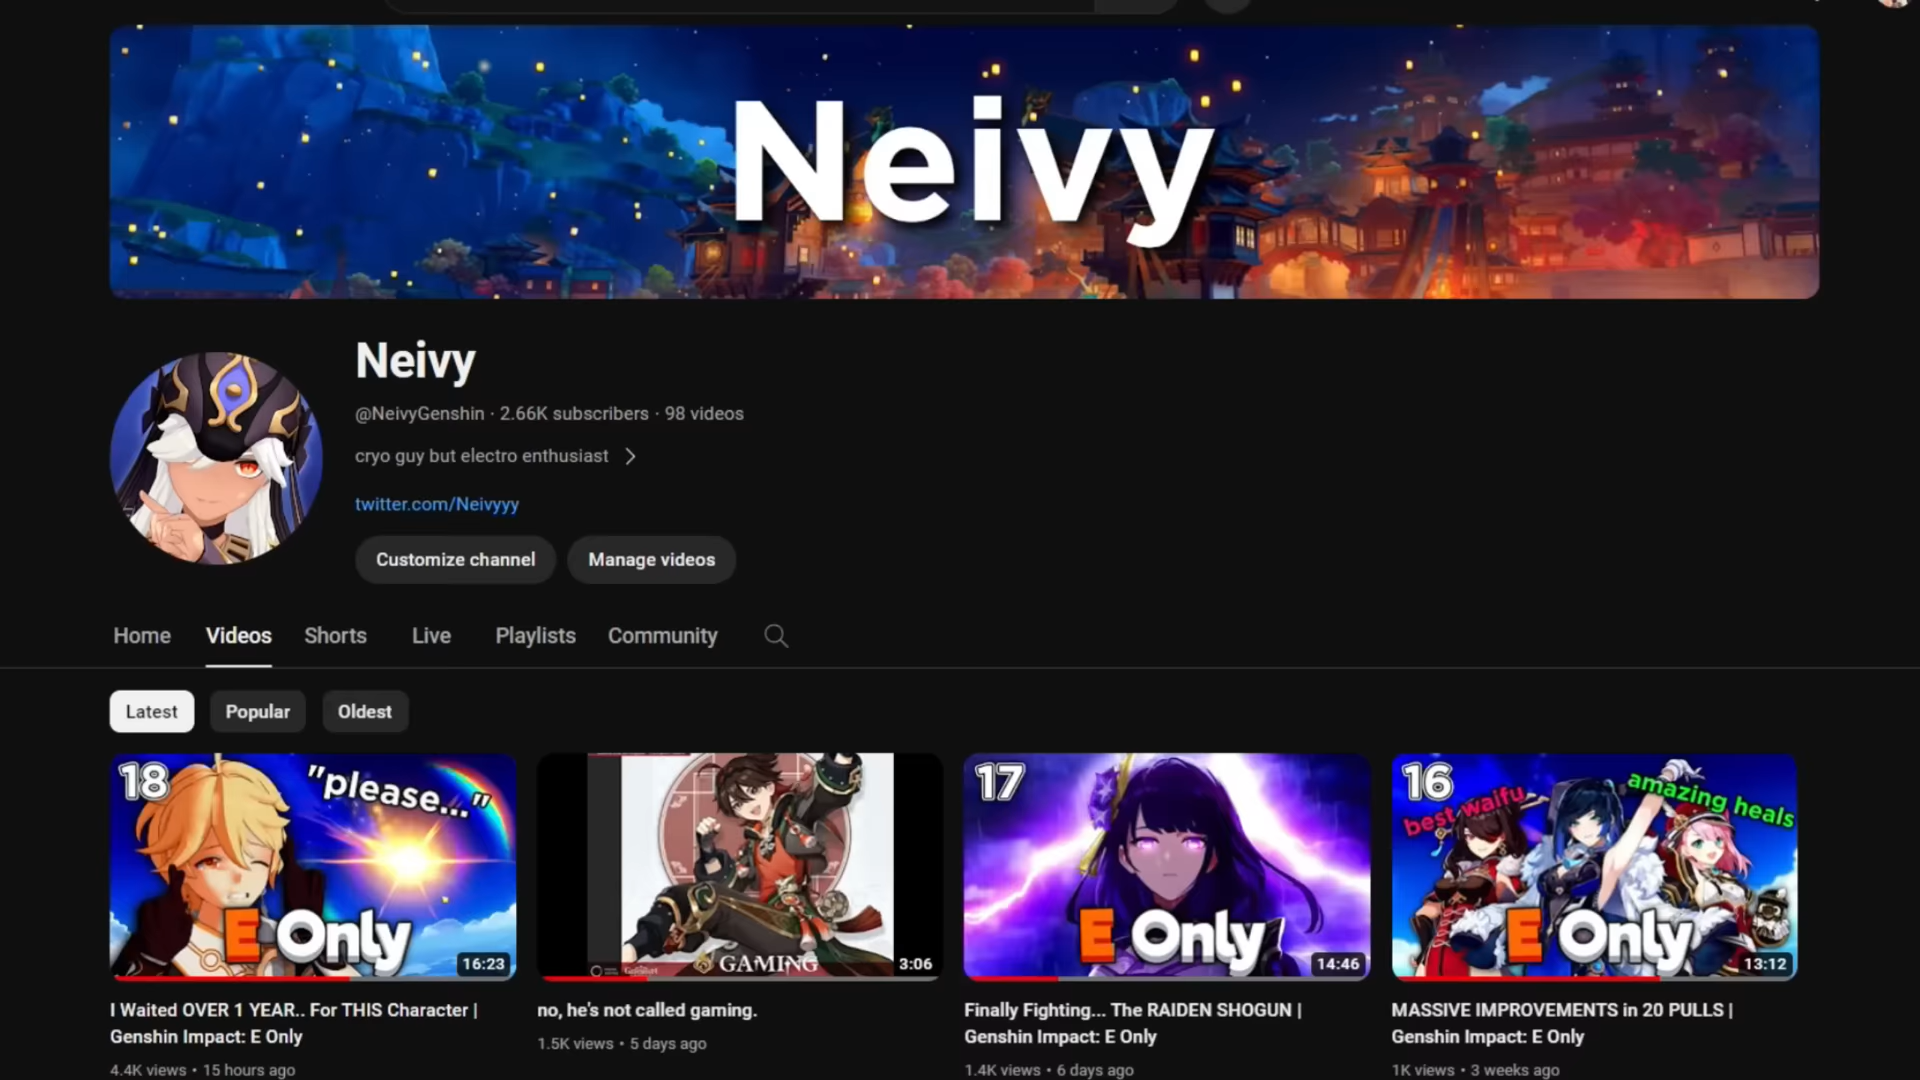 Neivy
Neivy
@NeivyGenshin · 2.66K subscribers · 98 videos
cryo guy but electro enthusiast
twitter.com/Neivyyy
Customize channel
Manage videos
Home
Videos
Shorts
Live
Playlists
Community
Latest
Popular
Oldest
18
"please..."
E Only
16:23
I Waited OVER 1 YEAR.. For THIS Character |
Genshin Impact: E Only
4.4K views • 15 hours ago
GAMING
3:06
no, he's not called gaming.
1.5K views • 5 days ago
17
E Only
14:46
Finally Fighting... The RAIDEN SHOGUN |
Genshin Impact: E Only
1.4K views • 6 days ago
16
best waifu
amazing heals
E Only
13:12
MASSIVE IMPROVEMENTS in 20 PULLS |
Genshin Impact: E Only
1K views • 3 weeks ago